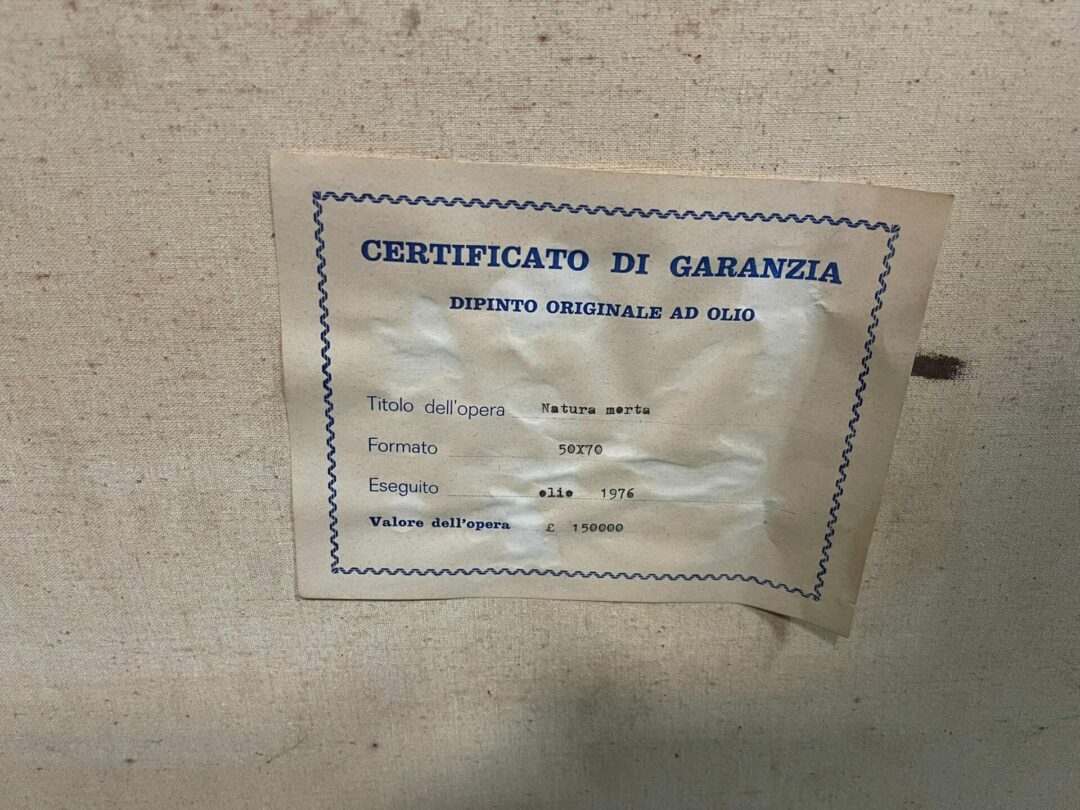 CERTIFICATO DI GARANZIA
DIPINTO ORIGINALE AD OLIO
Titolo dell'opera Natura morta
Formato 50X70
Eseguito olio 1976
Valore dell'opera £ 150000